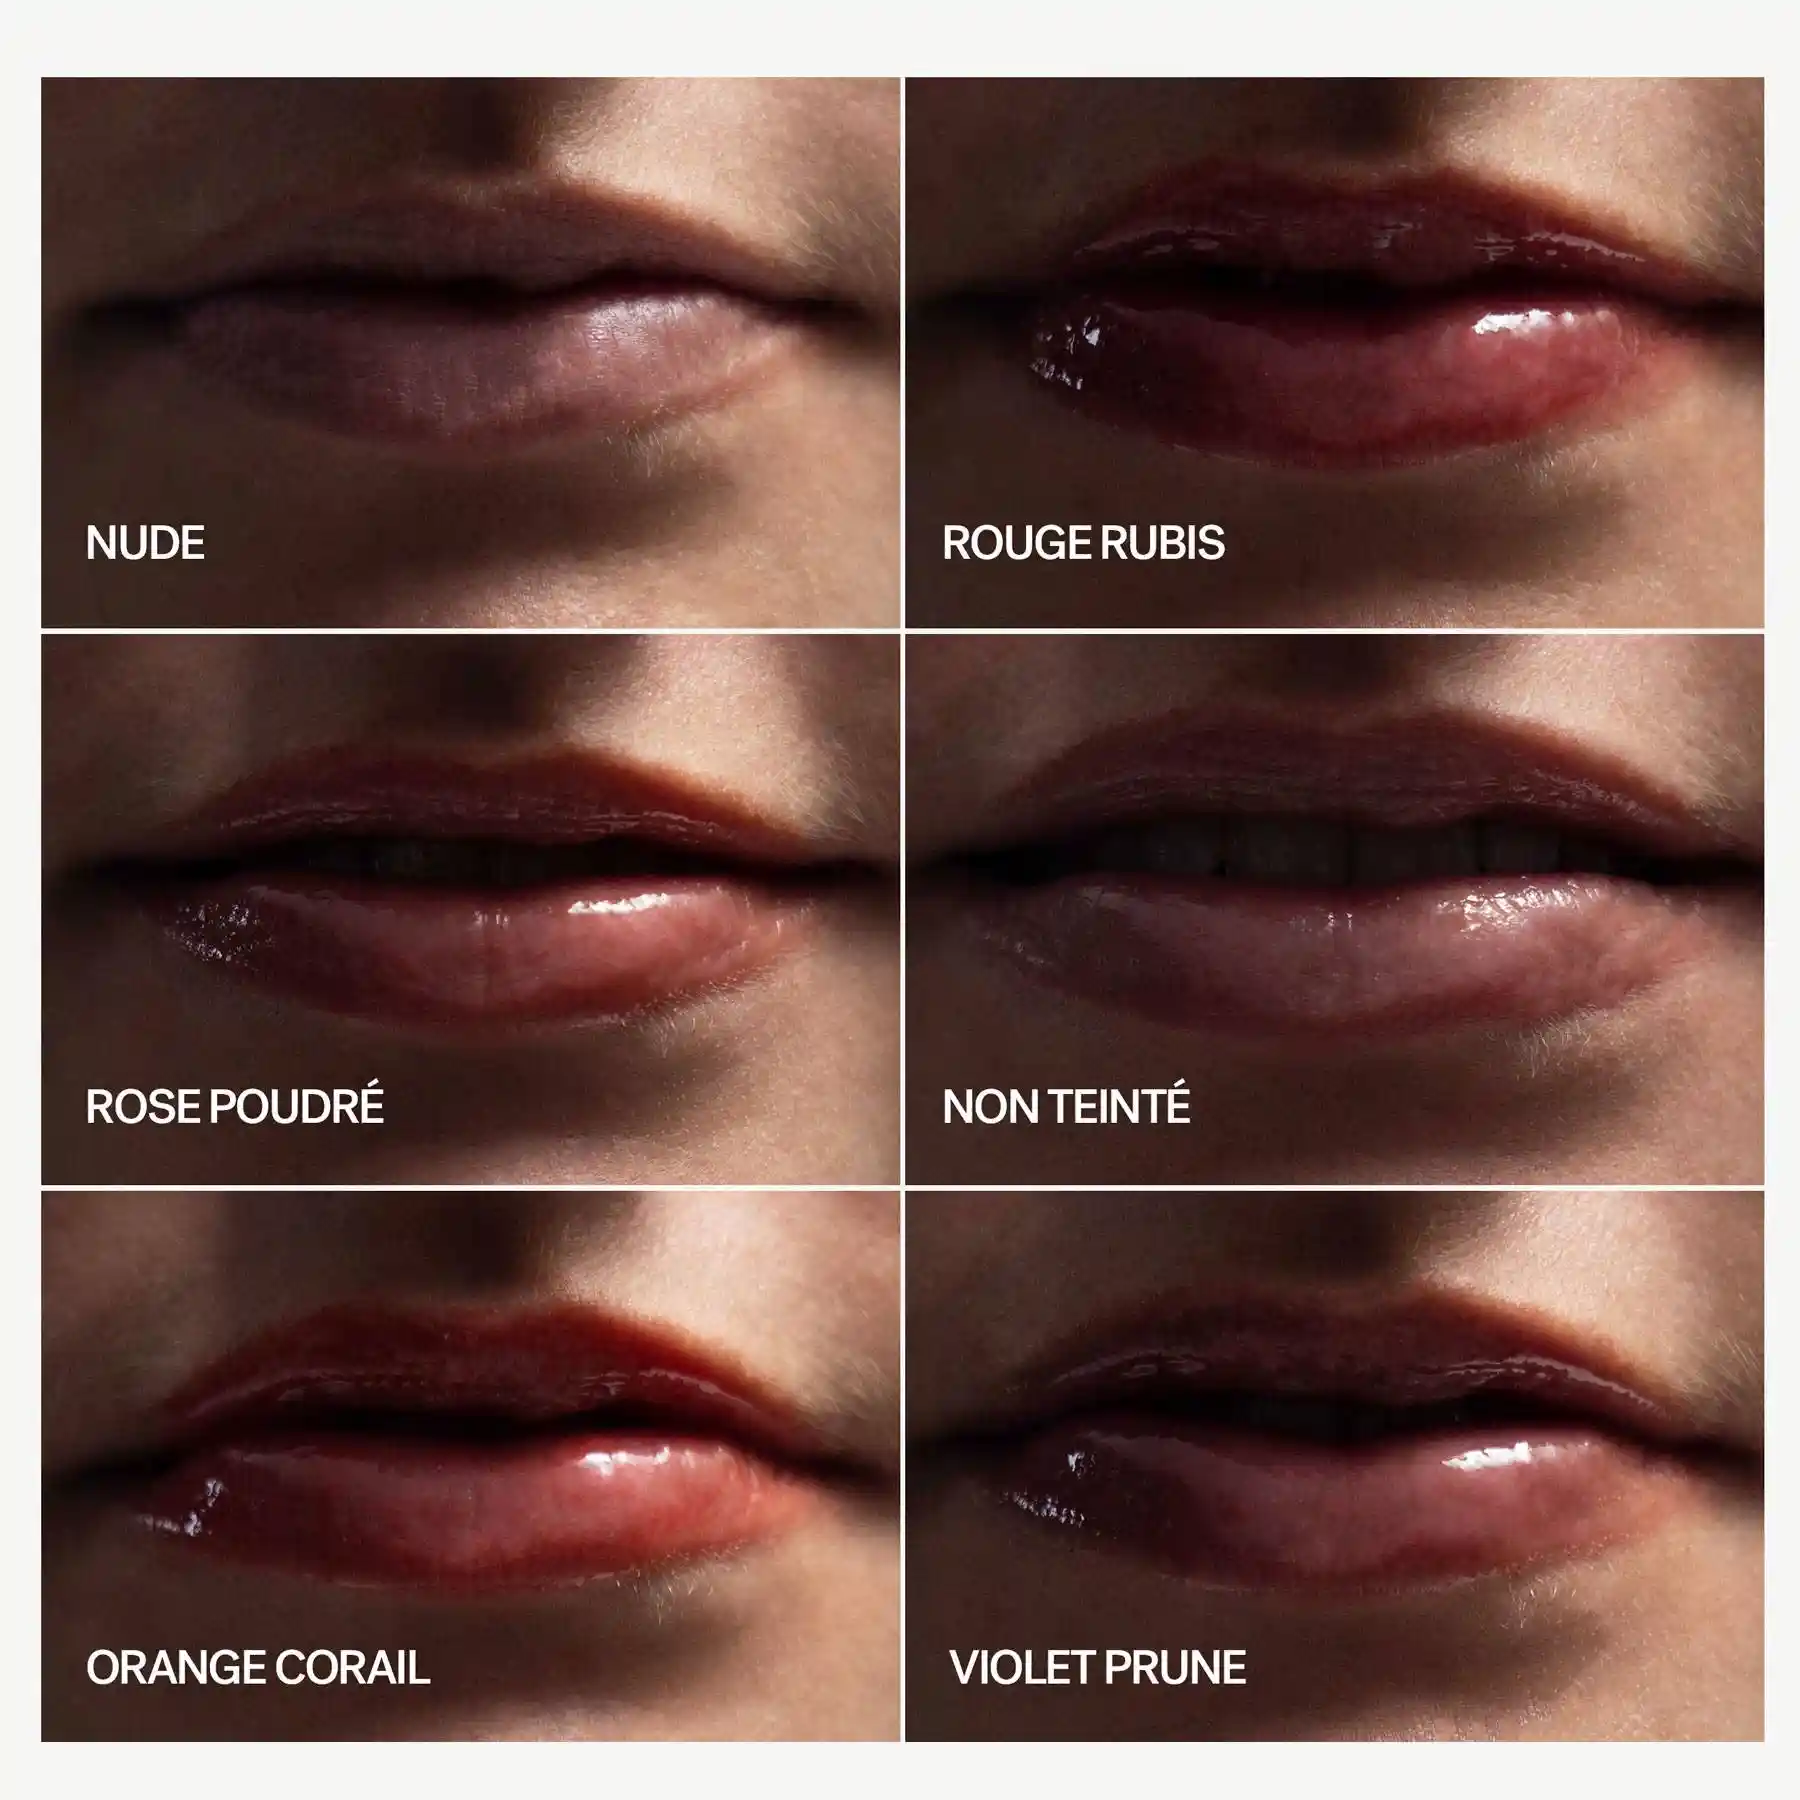 NUDE
ROUGE RUBIS
ROSE POUDRÉ
NON TEINTÉ
ORANGE CORAIL
VIOLET PRUNE